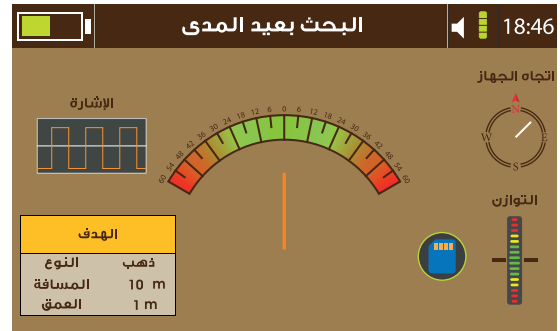 البحث بعيد المدى
18:46
اتجاه الجهاز
N
W E
S
الإشارة
60 54 48 42 36 30 24 18 12 6 0 6 12 18 24 30 36 42 48 54 60
التوازن
الهدف
النوع ذهب
المسافة 10 m
العمق 1 m